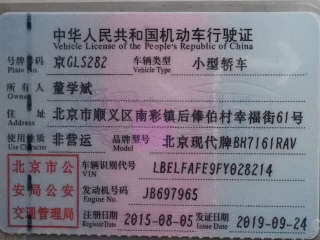 中华人民共和国机动车行驶证
Vehicle License of the People's Republic of China
号牌号码 京GLS282 车辆类型 小型轿车
Plate No. Vehicle Type
所有人 董学斌
Owner
住址 北京市顺义区南彩镇后俸伯村幸福街61号
Address
使用性质 非营运 品牌型号 北京现代牌BH7161RAV
Use Character Model
北京市公安局公安交通管理局
车辆识别代号 LBELFAFE9FY028214
VIN
发动机号码 JB697965
Engine No.
注册日期 2015-08-05 发证日期 2019-09-24
Register Date Issue Date